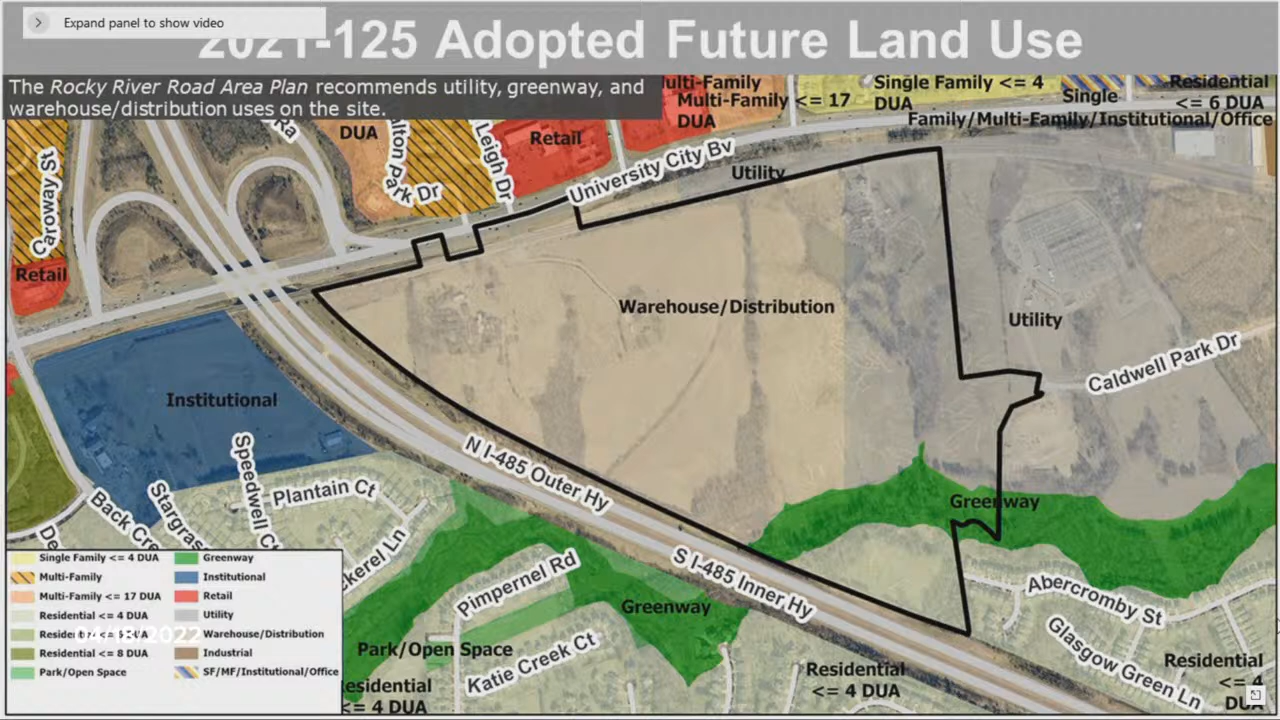 Expand panel to show video
2021-125 Adopted Future Land Use
The Rocky River Road Area Plan recommends utility, greenway, and
warehouse/distribution uses on the site.
Multi-Family <= 17
DUA
Single Family <= 4
DUA
Single
Family/Multi-Family/Institutional/Office
Residential
<= 6 DUA
DUA
Retail
Leigh Dr
Park Dr
Caroway St
Retail
University City Bv
Utility
Warehouse/Distribution
Utility
Caldwell Park Dr
Institutional
N I-485 Outer Hy
S I-485 Inner Hy
Speedwell Ct
Plantain Ct
Greenway
Pimpernel Rd
Greenway
Abercromby St
Glasgow Green Ln
Park/Open Space
Katie Creek Ct
Residential
<= 4 DUA
Residential
<= 4
DUA
<= 4 DUA
Single Family <= 4 DUA
Multi-Family
Multi-Family <= 17 DUA
Residential <= 4 DUA
Residential <= 8 DUA
Park/Open Space
Greenway
Institutional
Retail
Utility
Warehouse/Distribution
Industrial
SF/MF/Institutional/Office
04/18/2022